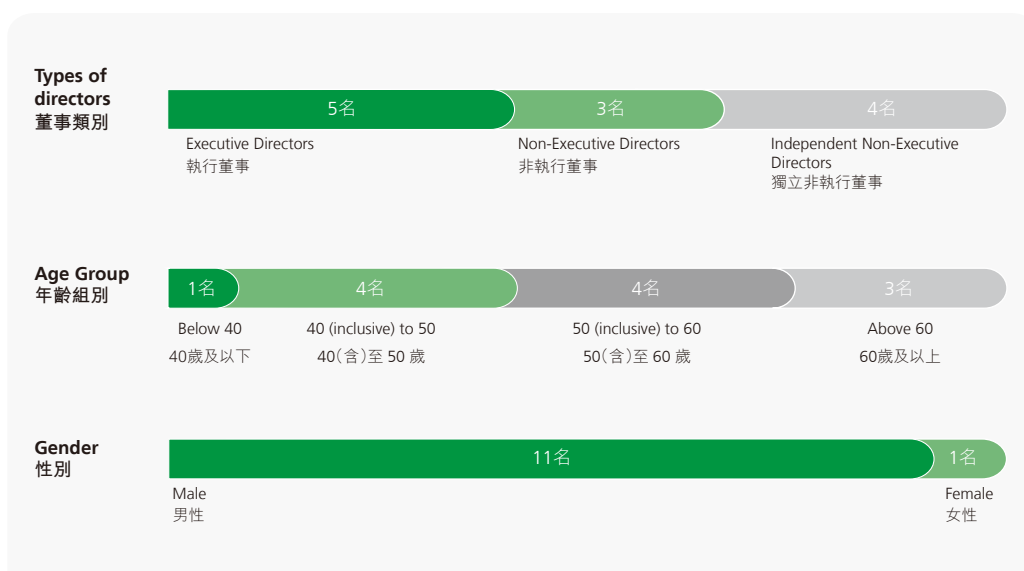 Types of
directors
董事類別
5名
3名
4名
Executive Directors
執行董事
Non-Executive Directors
非執行董事
Independent Non-Executive
Directors
獨立非執行董事
Age Group
年齡組別
1名
4名
4名
3名
Below 40
40歲及以下
40 (inclusive) to 50
40(含)至 50 歲
50 (inclusive) to 60
50(含)至 60 歲
Above 60
60歲及以上
Gender
性別
11名
1名
Male
男性
Female
女性